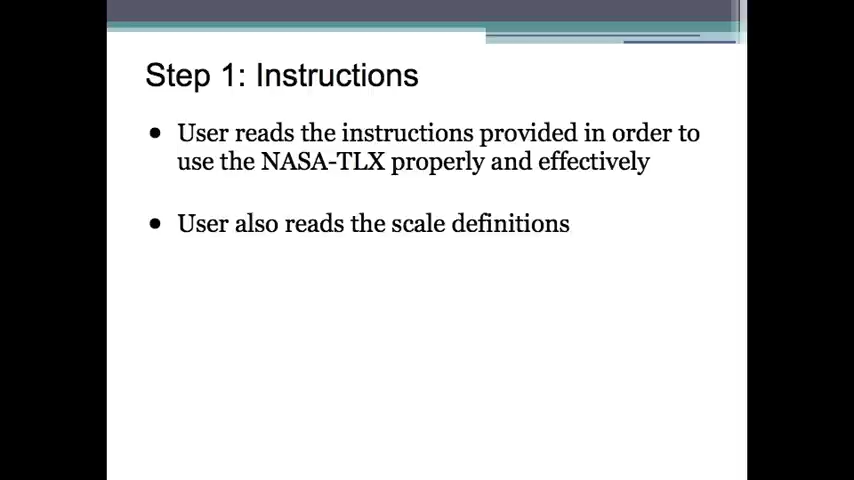 Step 1: Instructions
● User reads the instructions provided in order to
use the NASA-TLX properly and effectively
● User also reads the scale definitions